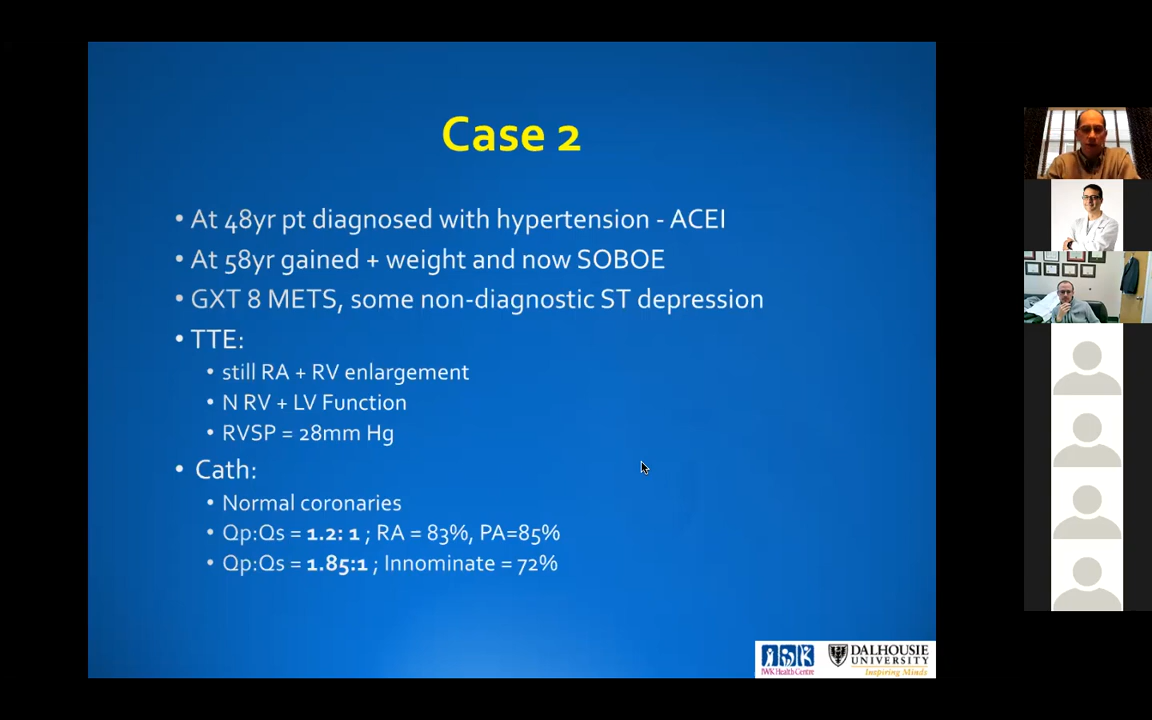 Case 2
• At 48yr pt diagnosed with hypertension - ACEI
• At 58yr gained + weight and now SOBOE
• GXT 8 METS, some non-diagnostic ST depression
• TTE:
• still RA + RV enlargement
• N RV + LV Function
• RVSP = 28mm Hg
• Cath:
• Normal coronaries
• Qp:Qs = 1.2: 1 ; RA = 83%, PA=85%
• Qp:Qs = 1.85:1 ; Innominate = 72%
IWK Health Centre
DALHOUSIE
UNIVERSITY
Inspiring Minds